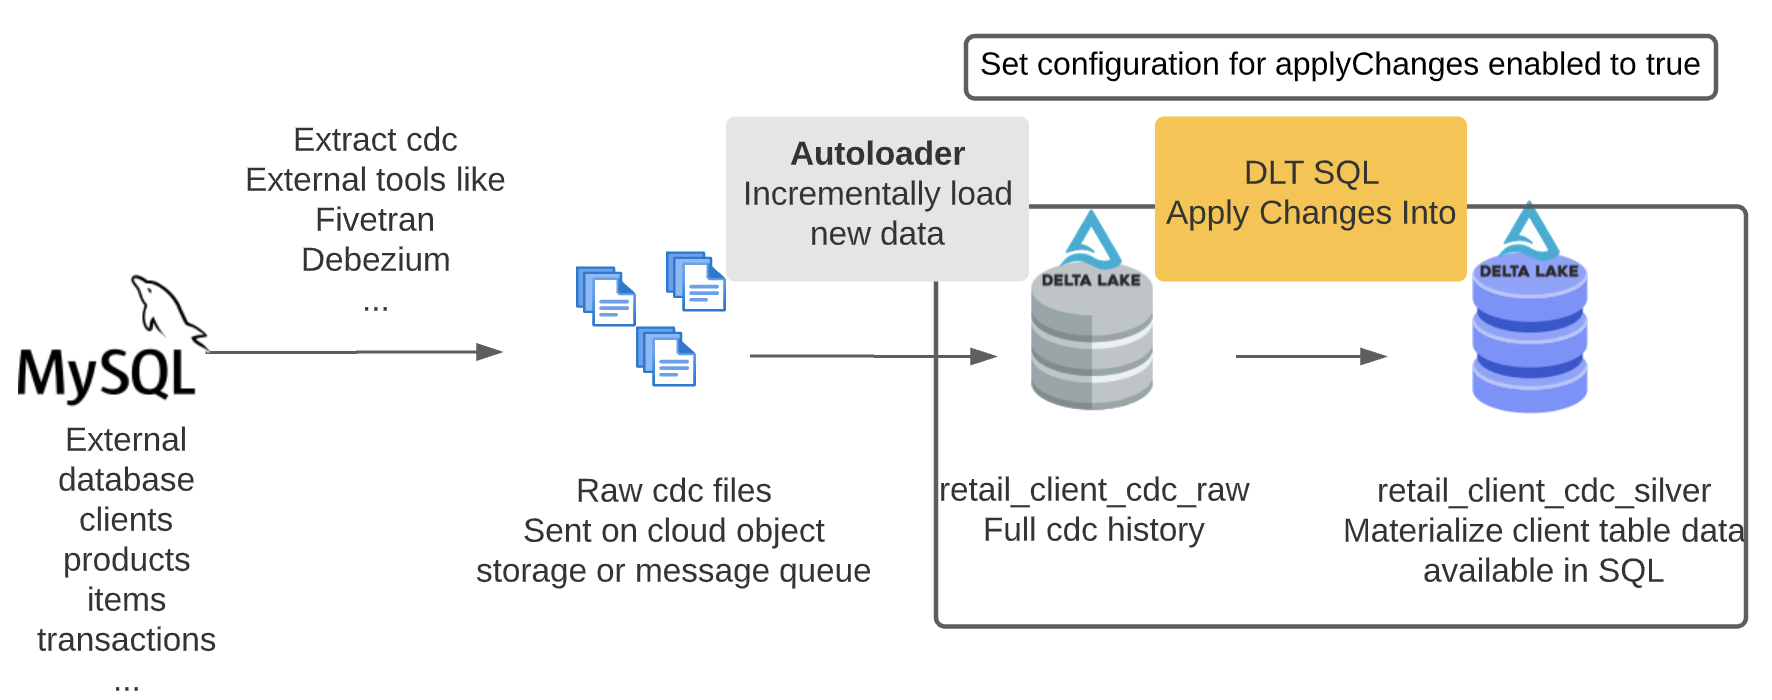 Set configuration for applyChanges enabled to true
Extract cdc
External tools like
Fivetran
Debezium
...
Autoloader
Incrementally load
new data
DLT SQL
Apply Changes Into
DELTA LAKE
DELTA LAKE
MySQL
External
database
clients
products
items
transactions
...
Raw cdc files
Sent on cloud object
storage or message queue
retail_client_cdc_raw
Full cdc history
retail_client_cdc_silver
Materialize client table data
available in SQL